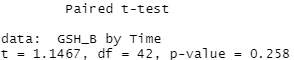 Paired t-test
data: GSH_B by Time
t = 1.1467, df = 42, p-value = 0.258